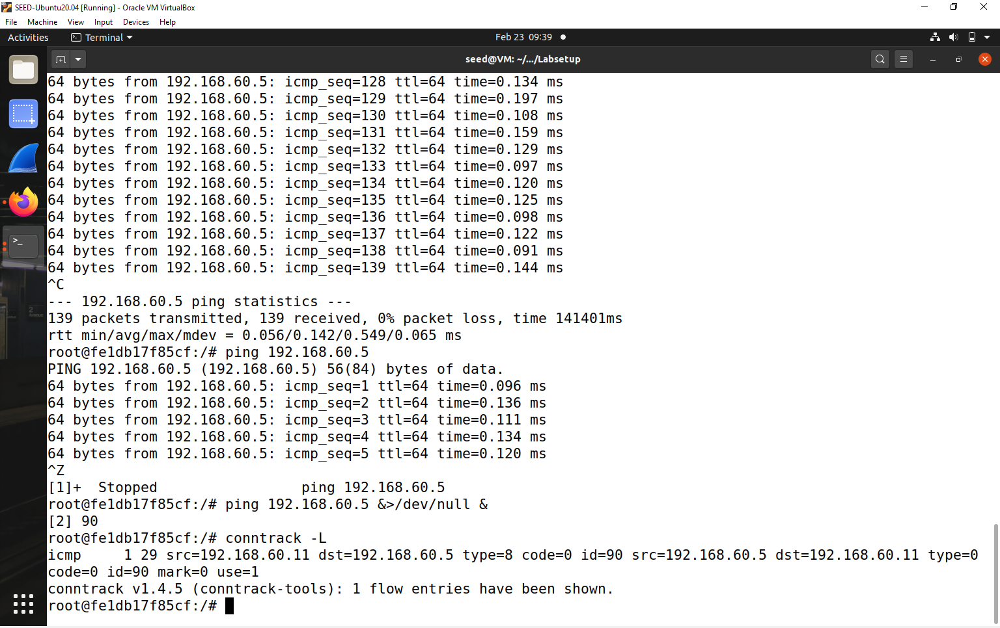 SEED-Ubuntu20.04 [Running] - Oracle VM VirtualBox
File Machine View Input Devices Help
Activities Terminal Feb 23 09:39
seed@VM: ~/.../Labsetup
64 bytes from 192.168.60.5: icmp_seq=128 ttl=64 time=0.134 ms
64 bytes from 192.168.60.5: icmp_seq=129 ttl=64 time=0.197 ms
64 bytes from 192.168.60.5: icmp_seq=130 ttl=64 time=0.108 ms
64 bytes from 192.168.60.5: icmp_seq=131 ttl=64 time=0.159 ms
64 bytes from 192.168.60.5: icmp_seq=132 ttl=64 time=0.129 ms
64 bytes from 192.168.60.5: icmp_seq=133 ttl=64 time=0.097 ms
64 bytes from 192.168.60.5: icmp_seq=134 ttl=64 time=0.120 ms
64 bytes from 192.168.60.5: icmp_seq=135 ttl=64 time=0.125 ms
64 bytes from 192.168.60.5: icmp_seq=136 ttl=64 time=0.098 ms
64 bytes from 192.168.60.5: icmp_seq=137 ttl=64 time=0.122 ms
64 bytes from 192.168.60.5: icmp_seq=138 ttl=64 time=0.091 ms
64 bytes from 192.168.60.5: icmp_seq=139 ttl=64 time=0.144 ms
^C
--- 192.168.60.5 ping statistics ---
139 packets transmitted, 139 received, 0% packet loss, time 141401ms
rtt min/avg/max/mdev = 0.056/0.142/0.549/0.065 ms
root@fe1db17f85cf:/# ping 192.168.60.5
PING 192.168.60.5 (192.168.60.5) 56(84) bytes of data.
64 bytes from 192.168.60.5: icmp_seq=1 ttl=64 time=0.096 ms
64 bytes from 192.168.60.5: icmp_seq=2 ttl=64 time=0.136 ms
64 bytes from 192.168.60.5: icmp_seq=3 ttl=64 time=0.111 ms
64 bytes from 192.168.60.5: icmp_seq=4 ttl=64 time=0.134 ms
64 bytes from 192.168.60.5: icmp_seq=5 ttl=64 time=0.120 ms
^Z
[1]+  Stopped                 ping 192.168.60.5
root@fe1db17f85cf:/# ping 192.168.60.5 &>/dev/null &
[2] 90
root@fe1db17f85cf:/# conntrack -L
icmp     1 29 src=192.168.60.11 dst=192.168.60.5 type=8 code=0 id=90 src=192.168.60.5 dst=192.168.60.11 type=0
code=0 id=90 mark=0 use=1
conntrack v1.4.5 (conntrack-tools): 1 flow entries have been shown.
root@fe1db17f85cf:/#